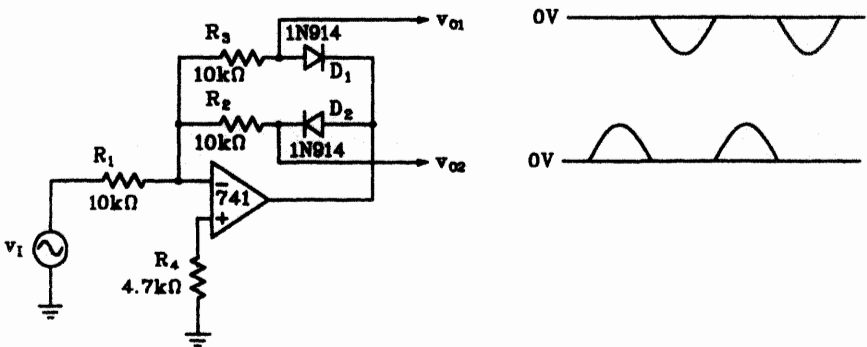 R3
1N914
vO1
0V
10kΩ
D1
R2
D2
10kΩ
1N914
vO2
0V
R1
10kΩ
−
741
+
vI
R4
4.7kΩ